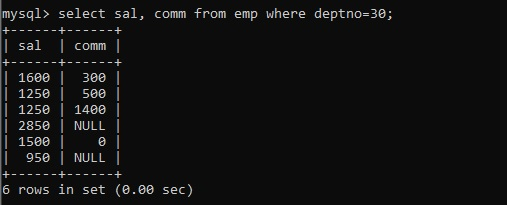 mysql> select sal, comm from emp where deptno=30;
+------+------+
| sal  | comm |
+------+------+
| 1600 |  300 |
| 1250 |  500 |
| 1250 | 1400 |
| 2850 | NULL |
| 1500 |    0 |
|  950 | NULL |
+------+------+
6 rows in set (0.00 sec)